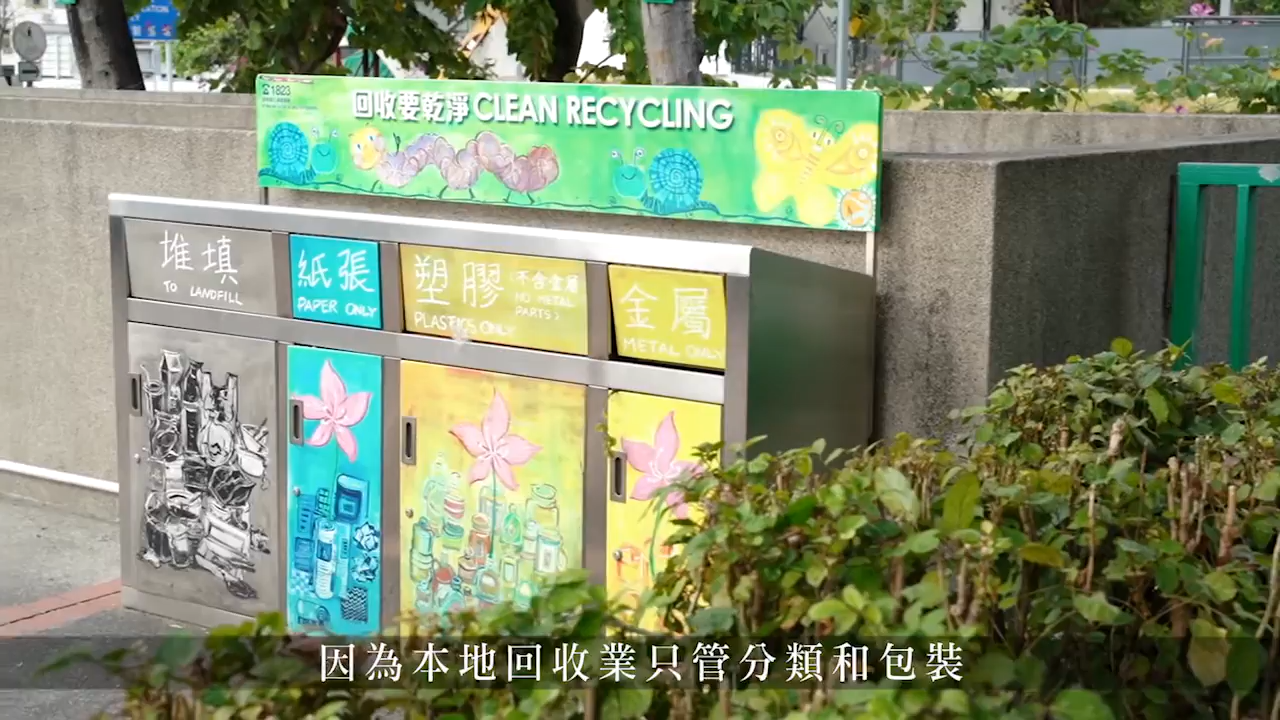 1823
回收要乾淨 CLEAN RECYCLING
堆填
TO LANDFILL
紙張
PAPER ONLY
塑膠
(不含金屬
NO METAL
PARTS)
PLASTICS ONLY
金屬
METAL ONLY
因為本地回收業只管分類和包裝